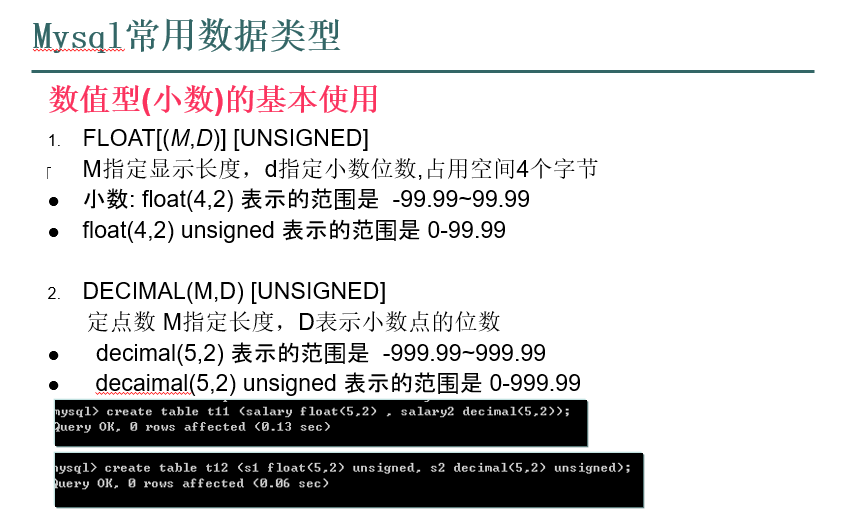 Mysql常用数据类型
数值型(小数)的基本使用
1. FLOAT[(M,D)] [UNSIGNED]
M指定显示长度，d指定小数位数,占用空间4个字节
● 小数: float(4,2) 表示的范围是 -99.99~99.99
● float(4,2) unsigned 表示的范围是 0-99.99
2. DECIMAL(M,D) [UNSIGNED]
定点数 M指定长度，D表示小数点的位数
● decimal(5,2) 表示的范围是 -999.99~999.99
● decaimal(5,2) unsigned 表示的范围是 0-999.99
mysql> create table t11 (salary float(5,2) , salary2 decimal(5,2));
Query OK, 0 rows affected (0.13 sec)
mysql> create table t12 (s1 float(5,2) unsigned, s2 decimal(5,2) unsigned);
Query OK, 0 rows affected (0.06 sec)